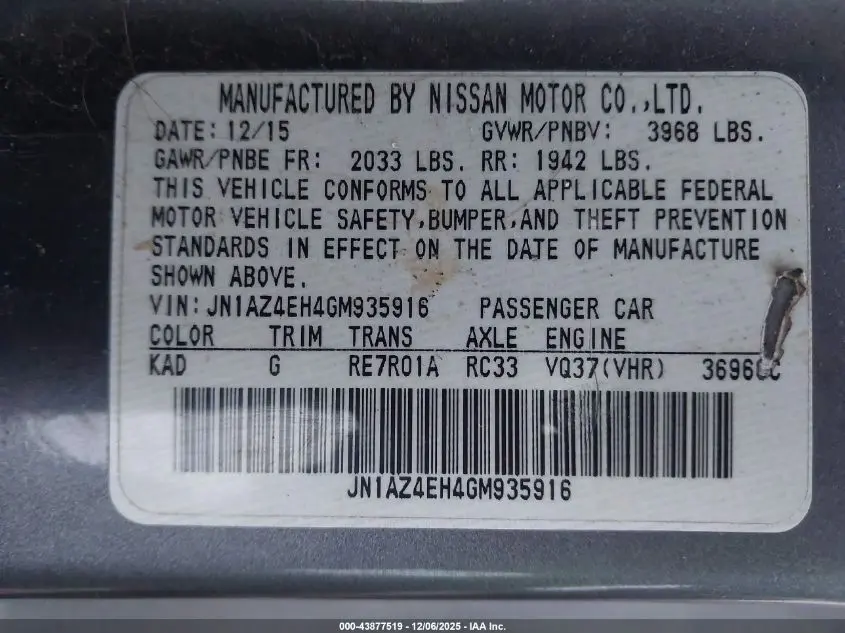 MANUFACTURED BY NISSAN MOTOR CO.,LTD.
DATE: 12/15 GVWR/PNBV: 3968 LBS.
GAWR/PNBE FR: 2033 LBS. RR: 1942 LBS.
THIS VEHICLE CONFORMS TO ALL APPLICABLE FEDERAL
MOTOR VEHICLE SAFETY,BUMPER,AND THEFT PREVENTION
STANDARDS IN EFFECT ON THE DATE OF MANUFACTURE
SHOWN ABOVE.
VIN:JN1AZ4EH4GM935916 PASSENGER CAR
COLOR TRIM TRANS AXLE ENGINE
KAD G RE7R01A RC33 VQ37(VHR) 3696CC
JN1AZ4EH4GM935916
000-43877519 - 12/06/2025 - IAA Inc.